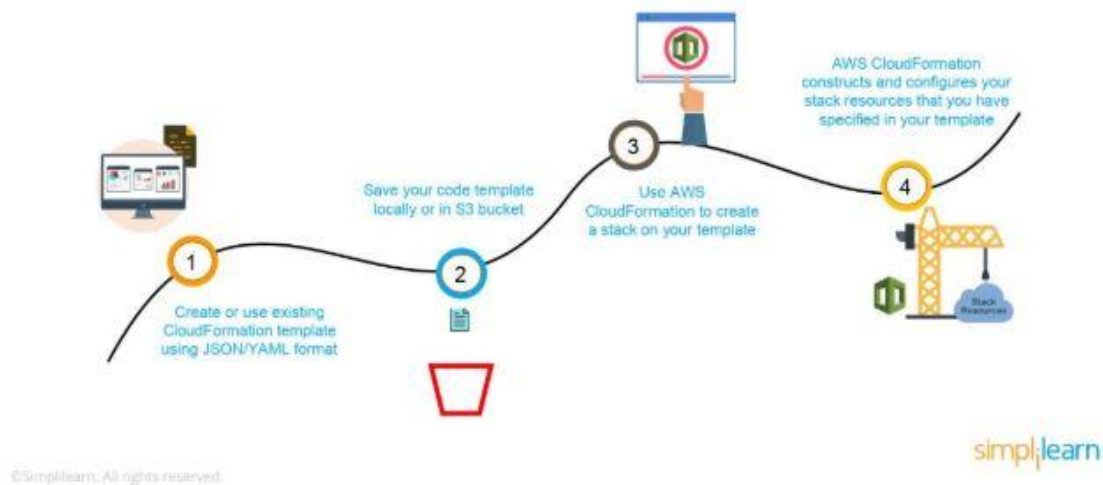 1
Create or use existing
CloudFormation template
using JSON/YAML format
2
Save your code template
locally or in S3 bucket
3
Use AWS
CloudFormation to create
a stack on your template
4
AWS CloudFormation
constructs and configures your
stack resources that you have
specified in your template
Stack
Resources
simplilearn
©Simplilearn. All rights reserved.